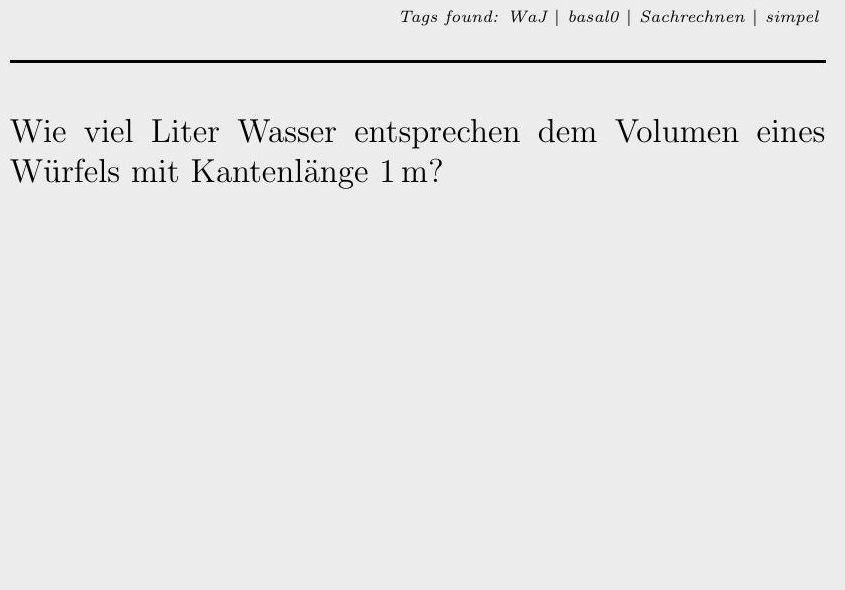 Tags found: WaJ | basal0 | Sachrechnen | simpel
Wie viel Liter Wasser entsprechen dem Volumen eines
Würfels mit Kantenlänge 1 m?